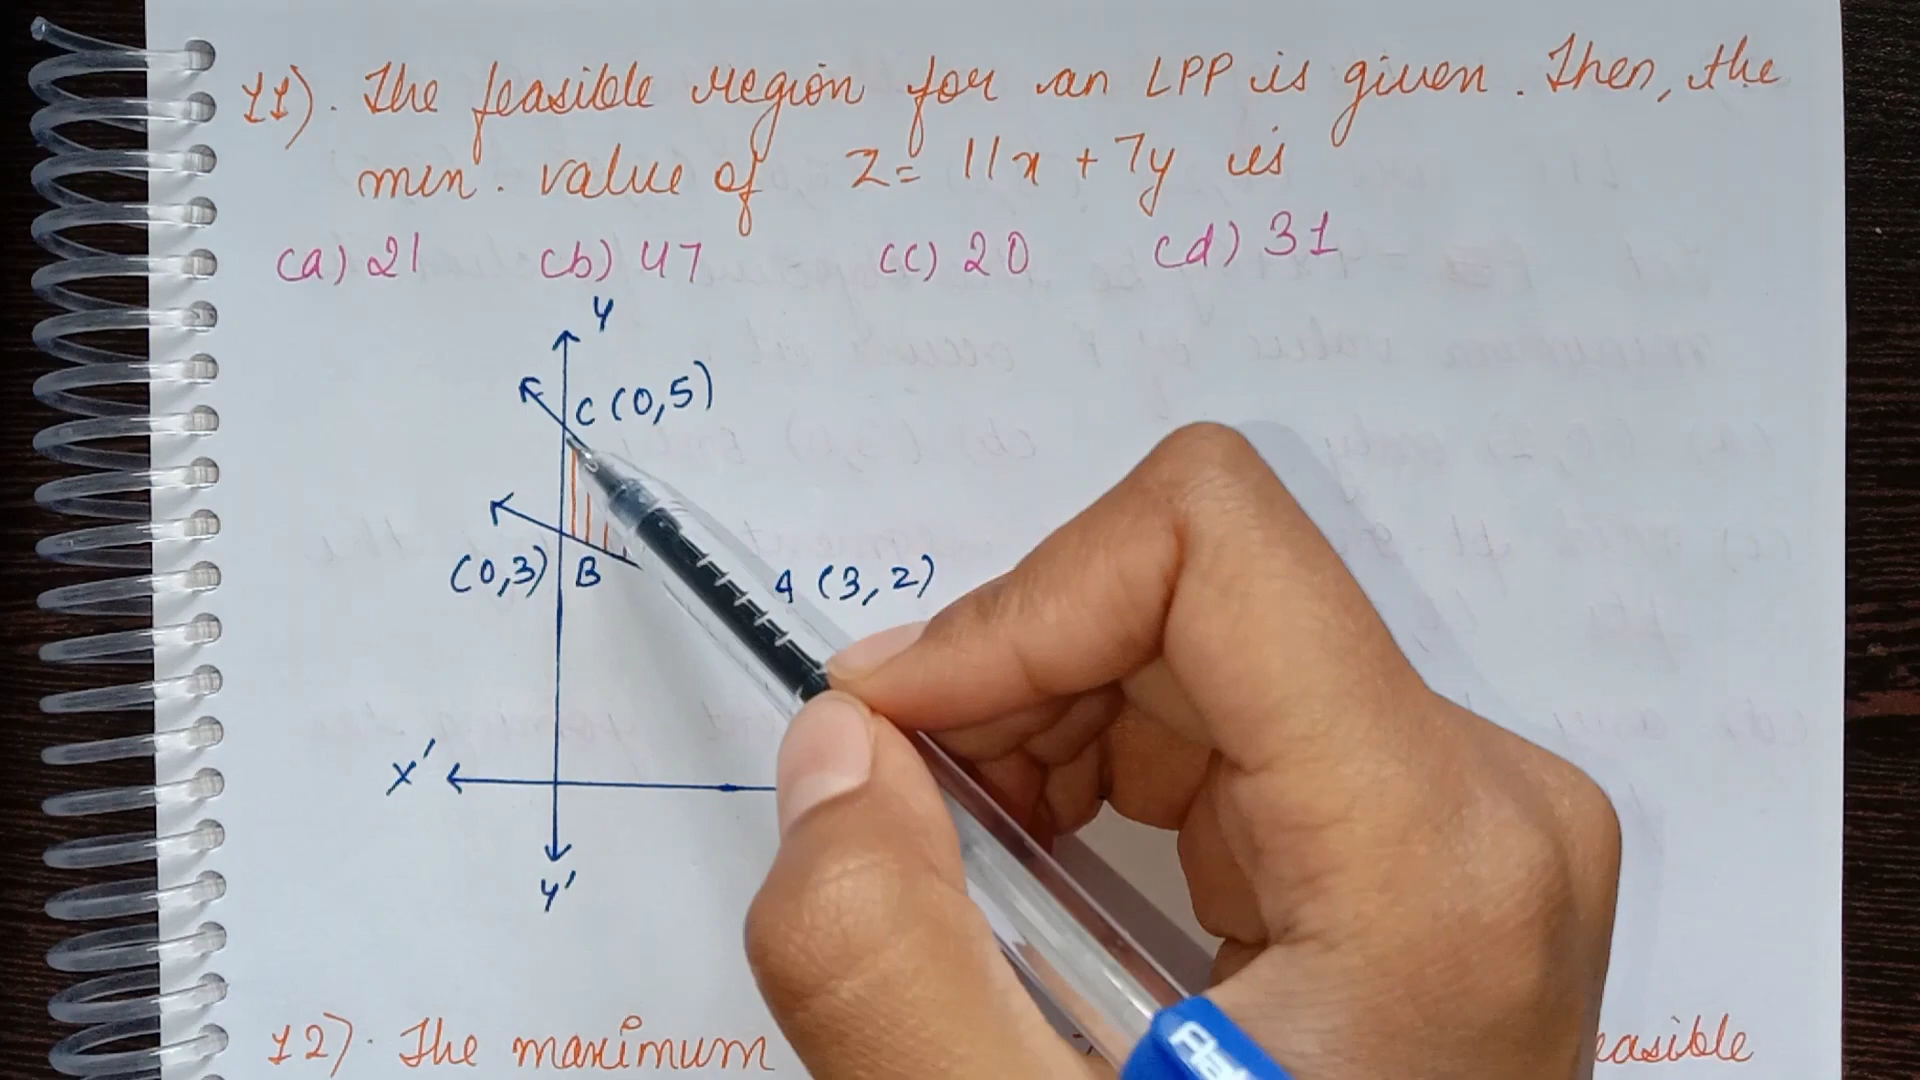 11). The feasible region for an LPP is given. Then, the
min. value of Z= 11x + 7y is
(a) 21 (b) 47 (c) 20 (d) 31
Y
C (0,5)
(0,3) B A (3,2)
X'
Y'
12). The maximum
easible